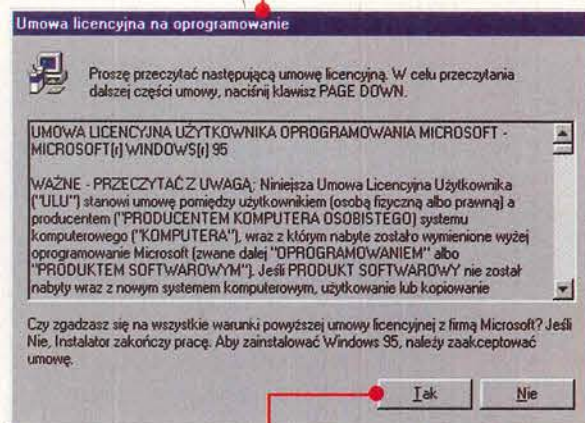 Umowa licencyjna na oprogramowanie
Proszę przeczytać następującą umowę licencyjną. W celu przeczytania
dalszej części umowy, naciśnij klawisz PAGE DOWN.
UMOWA LICENCYJNA UŻYTKOWNIKA OPROGRAMOWANIA MICROSOFT -
MICROSOFT(r) WINDOWS(r) 95
WAŻNE - PRZECZYTAĆ Z UWAGĄ; Niniejsza Umowa Licencyjna Użytkownika
("ULU") stanowi umowę pomiędzy użytkownikiem (osobą fizyczną albo prawną) a
producentem ("PRODUCENTEM KOMPUTERA OSOBISTEGO) systemu
komputerowego ("KOMPUTERA"), wraz z którym nabyte zostało wymienione wyżej
oprogramowanie Microsoft (zwane dalej "OPROGRAMOWANIEM" albo
"PRODUKTEM SOFTWAROWYM"). Jeśli PRODUKT SOFTWAROWY nie został
nabyty wraz z nowym systemem komputerowym, użytkowanie lub kopiowanie
Czy zgadzasz się na wszystkie warunki powyższej umowy licencyjnej z firmą Microsoft? Jeśli
Nie, Instalator zakończy pracę. Aby zainstalować Windows 95, należy zaakceptować
umowę.
Tak
Nie